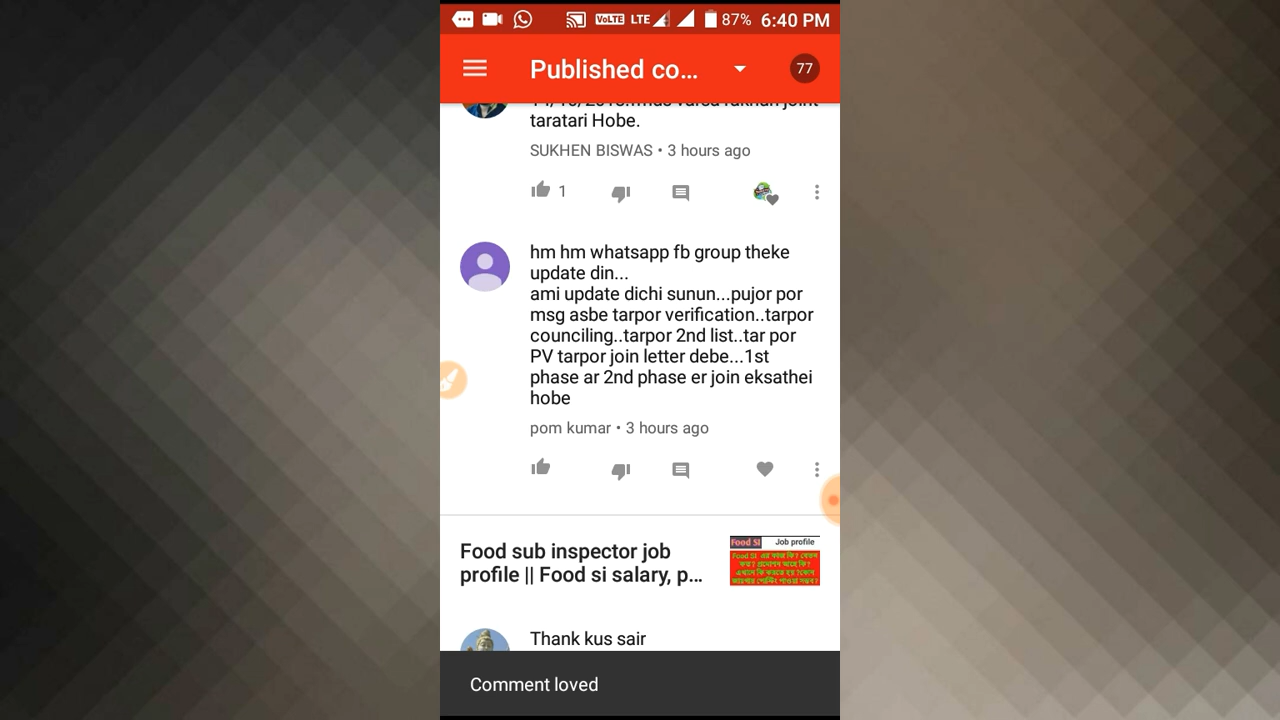 VoLTE LTE 87% 6:40 PM
Published co... 77
taratari Hobe.
SUKHEN BISWAS • 3 hours ago
1
hm hm whatsapp fb group theke
update din...
ami update dichi sunun...pujor por
msg asbe tarpor verification..tarpor
counciling..tarpor 2nd list..tar por
PV tarpor join letter debe...1st
phase ar 2nd phase er join eksathei
hobe
pom kumar • 3 hours ago
Food sub inspector job
profile || Food si salary, p...
Food SI Job profile
Thank kus sair
Comment loved